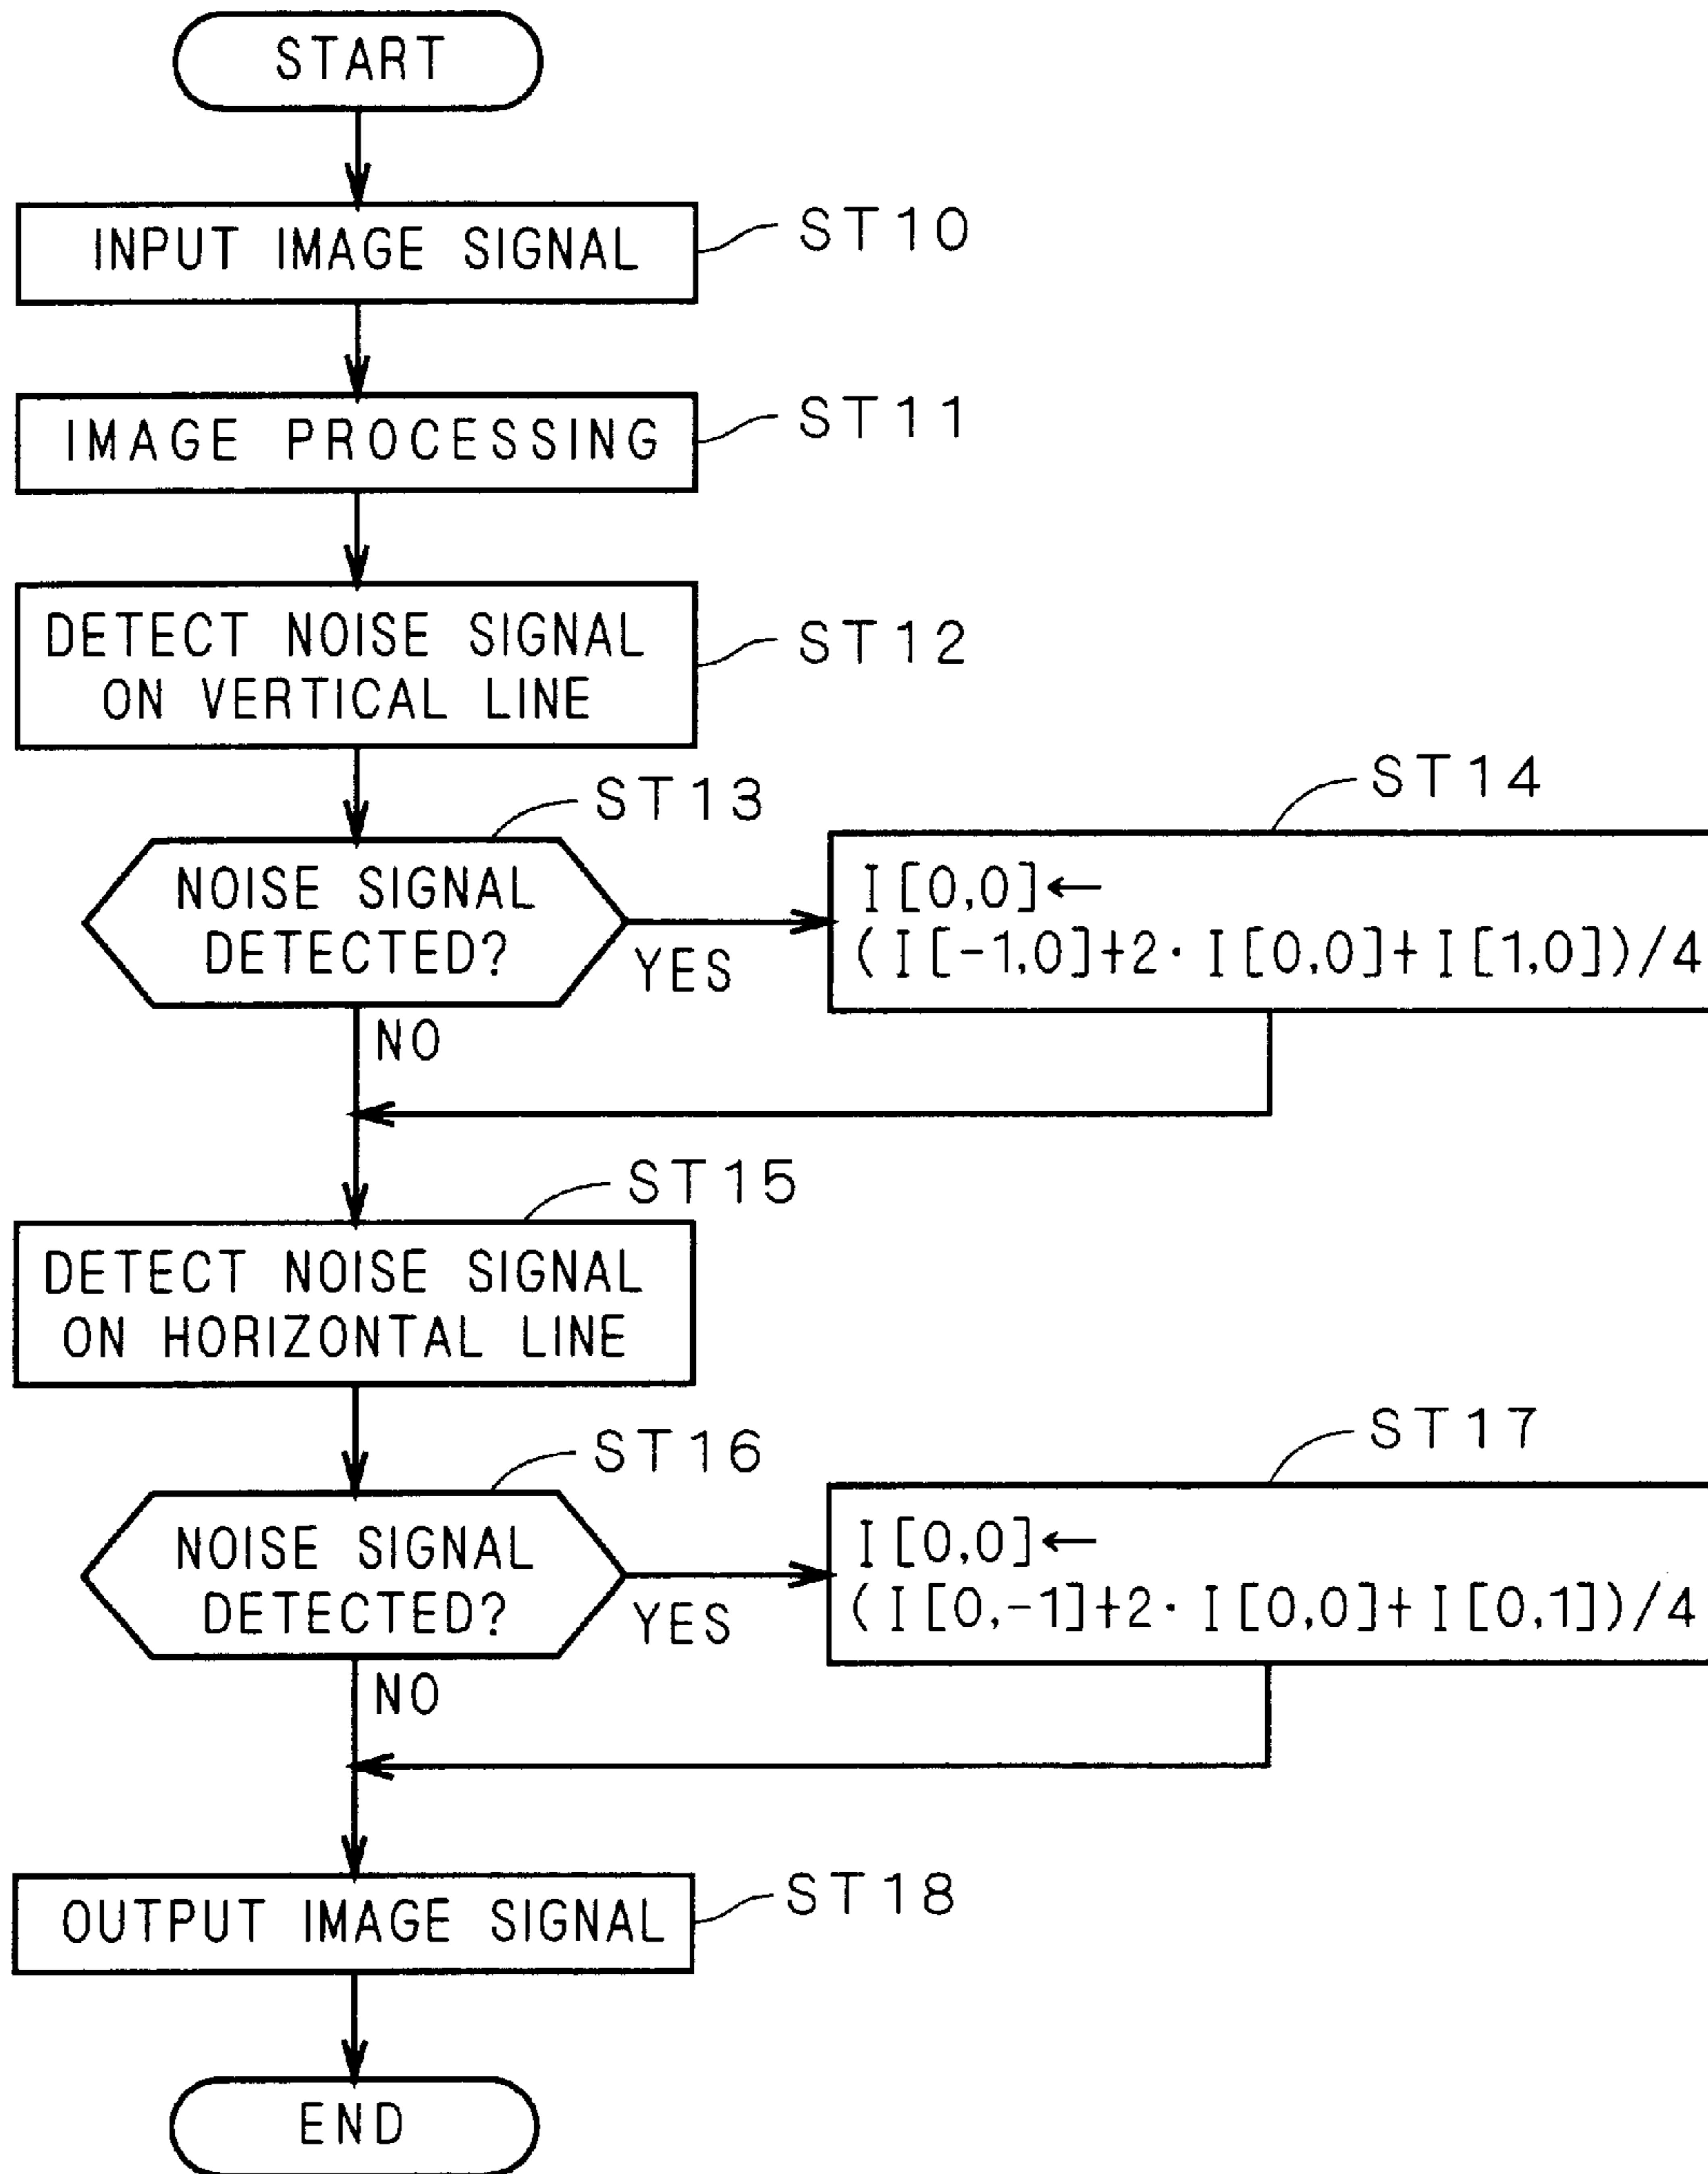 START
INPUT IMAGE SIGNAL
ST10
IMAGE PROCESSING
ST11
DETECT NOISE SIGNAL
ON VERTICAL LINE
ST12
ST13
NOISE SIGNAL
DETECTED?
YES
NO
ST14
I[0,0]←
(I[-1,0]+2·I[0,0]+I[1,0])/4
ST15
DETECT NOISE SIGNAL
ON HORIZONTAL LINE
ST16
NOISE SIGNAL
DETECTED?
YES
NO
ST17
I[0,0]←
(I[0,-1]+2·I[0,0]+I[0,1])/4
OUTPUT IMAGE SIGNAL
ST18
END